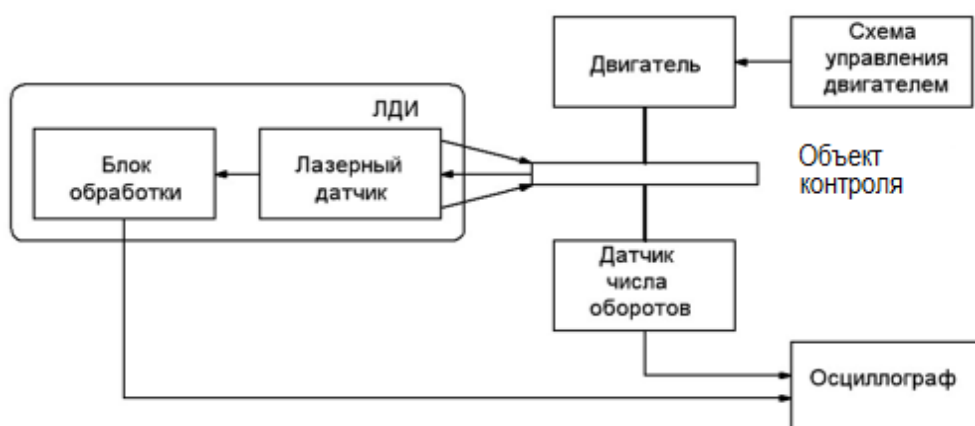 Двигатель
Схема
управления
двигателем
ЛДИ
Блок
обработки
Лазерный
датчик
Объект
контроля
Датчик
числа
оборотов
Осциллограф